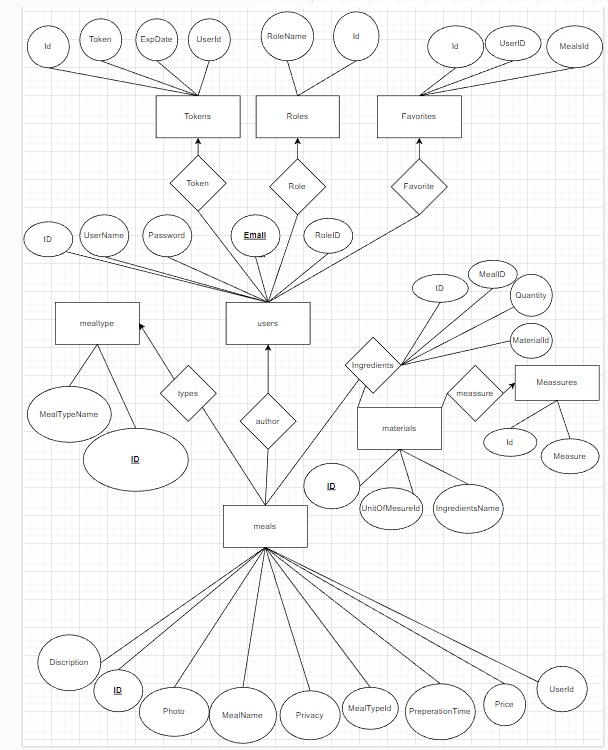 Id
Token
ExpDate
UserId
RoleName
Id
Id
UserID
MealsId
Tokens
Roles
Favorites
Token
Role
Favorite
ID
UserName
Password
Email
RoleID
ID
MealID
Quantity
MaterialId
mealtype
users
Ingredients
types
meassure
Meassures
MealTypeName
author
materials
Id
Measure
ID
ID
UnitOfMesureId
IngredientsName
meals
Discription
ID
Photo
MealName
Privacy
MealTypeId
PreperationTime
Price
UserId